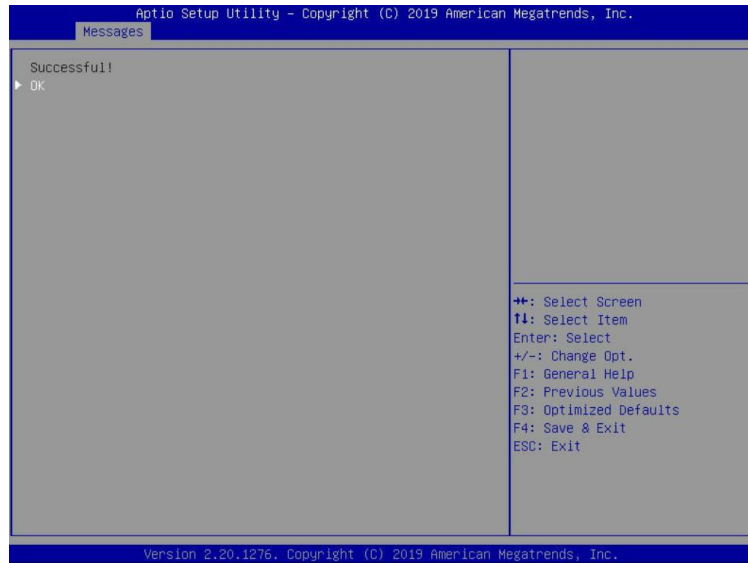 Aptio Setup Utility – Copyright (C) 2019 American Megatrends, Inc.
Messages
Successful!
OK
→←: Select Screen
↑↓: Select Item
Enter: Select
+/-: Change Opt.
F1: General Help
F2: Previous Values
F3: Optimized Defaults
F4: Save & Exit
ESC: Exit
Version 2.20.1276. Copyright (C) 2019 American Megatrends, Inc.